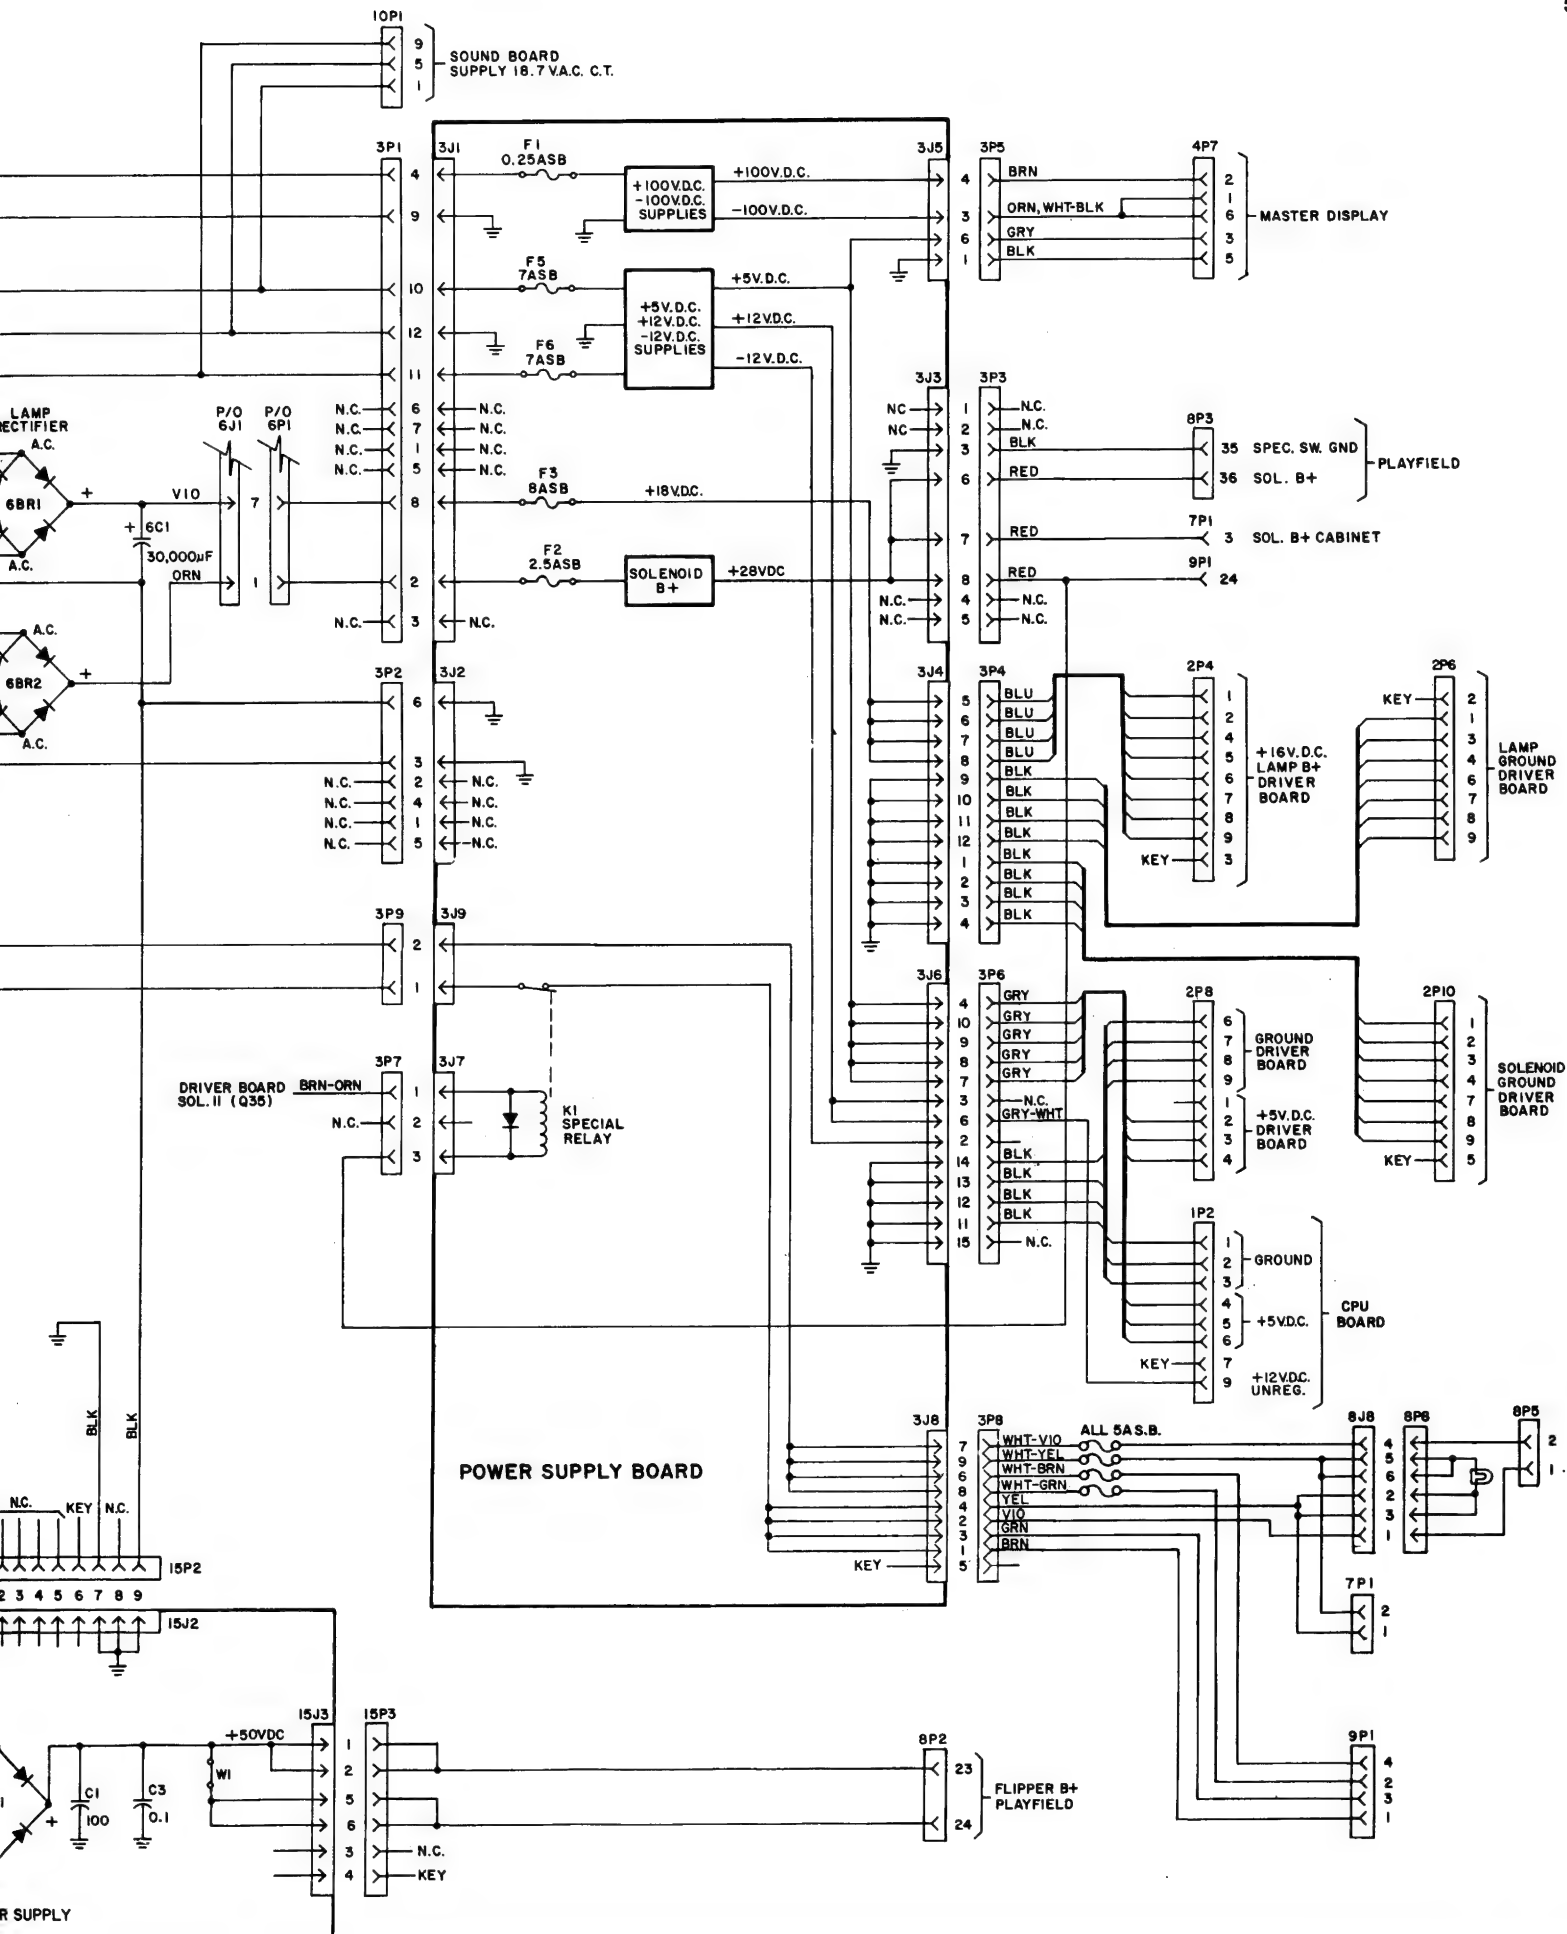 10P1
9
5
1
SOUND BOARD
SUPPLY 18.7 V.A.C. C.T.
3P1
3J1
4
9
10
12
11
6
7
1
5
8
2
3
F1
0.25ASB
+100V.D.C.
-100V.D.C.
SUPPLIES
+100V.D.C.
-100V.D.C.
3J5
3P5
4
3
6
1
BRN
ORN, WHT-BLK
GRY
BLK
4P7
2
1
6
3
5
MASTER DISPLAY
F5
7ASB
F6
7ASB
+5V.D.C.
+12V.D.C.
-12V.D.C.
SUPPLIES
+5V.D.C.
+12V.D.C.
-12V.D.C.
N.C.
N.C.
N.C.
N.C.
N.C.
N.C.
N.C.
N.C.
LAMP
RECTIFIER
A.C.
6BR1
A.C.
+
+
6C1
30,000µF
VIO
ORN
P/O
6J1
P/O
6P1
7
1
A.C.
6BR2
A.C.
+
F3
8ASB
+18V.D.C.
F2
2.5ASB
SOLENOID
B+
+28VDC
N.C.
N.C.
3J3
3P3
NC
NC
1
2
3
6
7
8
4
5
N.C.
N.C.
BLK
RED
RED
RED
N.C.
N.C.
N.C.
N.C.
8P3
35 SPEC. SW. GND
36 SOL. B+
PLAYFIELD
7P1
3 SOL. B+ CABINET
9P1
24
3P2
3J2
6
3
2
4
1
5
N.C.
N.C.
N.C.
N.C.
N.C.
N.C.
N.C.
N.C.
3J4
3P4
5
6
7
8
9
10
11
12
1
2
3
4
BLU
BLU
BLU
BLU
BLK
BLK
BLK
BLK
BLK
BLK
BLK
BLK
2P4
1
2
4
5
6
7
8
9
KEY
3
+16V.D.C.
LAMP B+
DRIVER
BOARD
2P6
KEY
2
1
3
4
6
7
8
9
LAMP
GROUND
DRIVER
BOARD
3P9
3J9
2
1
3P7
3J7
DRIVER BOARD
SOL. 11 (Q35)
BRN-ORN
N.C.
1
2
3
K1
SPECIAL
RELAY
3J6
3P6
4
10
9
8
7
3
6
2
14
13
12
11
15
GRY
GRY
GRY
GRY
GRY
N.C.
GRY-WHT
BLK
BLK
BLK
BLK
N.C.
2P8
6
7
8
9
1
2
3
4
GROUND
DRIVER
BOARD
+5V.D.C.
DRIVER
BOARD
2P10
1
2
3
4
7
8
9
KEY
5
SOLENOID
GROUND
DRIVER
BOARD
1P2
1
2
3
4
5
6
KEY
7
9
GROUND
+5V.D.C.
+12V.D.C.
UNREG.
CPU
BOARD
BLK
BLK
POWER SUPPLY BOARD
3J8
3P8
7
9
6
8
4
2
3
1
KEY
5
WHT-VIO
WHT-YEL
WHT-BRN
WHT-GRN
YEL
VIO
GRN
BRN
ALL 5A S.B.
8J8
8P8
4
5
6
2
3
1
8P5
2
1
7P1
2
1
N.C.
KEY
N.C.
15P2
2 3 4 5 6 7 8 9
15J2
+50VDC
W1
C1
100
C3
0.1
+
15J3
15P3
1
2
5
6
3
4
N.C.
KEY
8P2
23
24
FLIPPER B+
PLAYFIELD
9P1
4
2
3
1
R SUPPLY